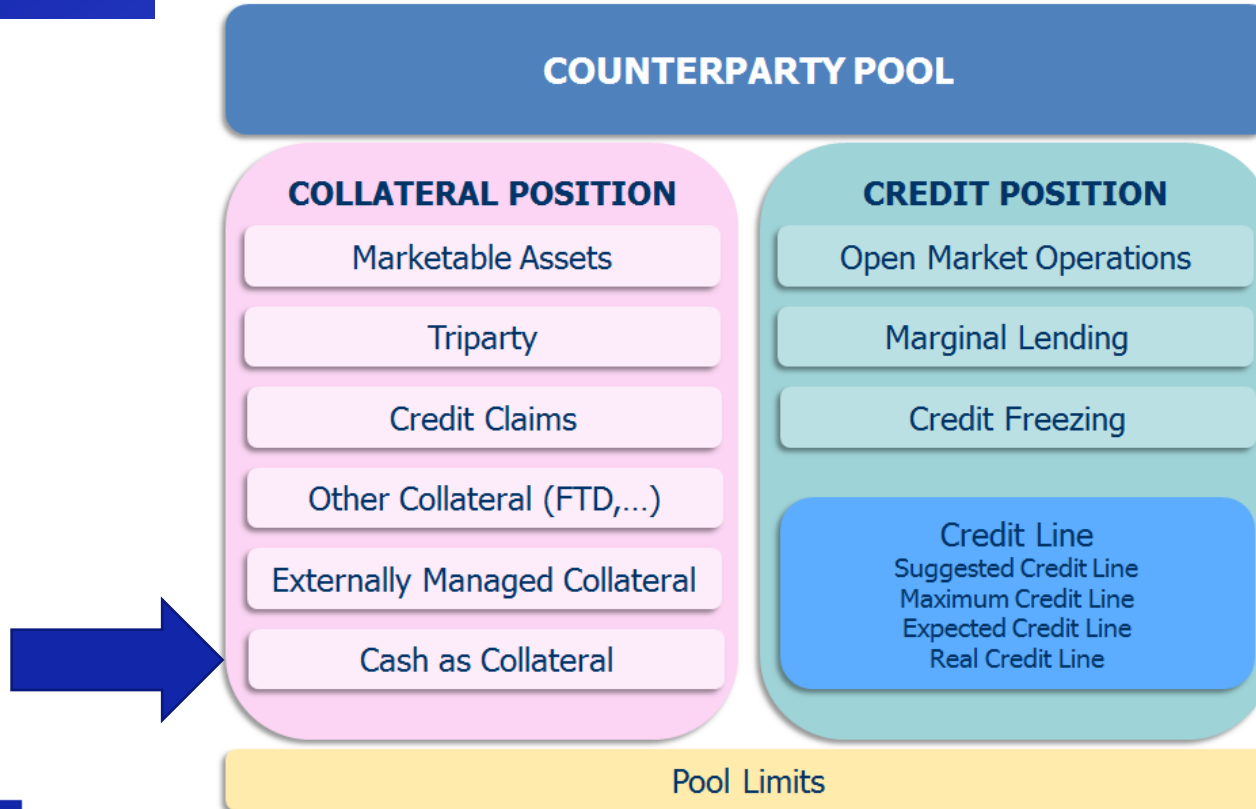 COUNTERPARTY POOL
COLLATERAL POSITION
Marketable Assets
Triparty
Credit Claims
Other Collateral (FTD,...)
Externally Managed Collateral
Cash as Collateral
CREDIT POSITION
Open Market Operations
Marginal Lending
Credit Freezing
Credit Line
Suggested Credit Line
Maximum Credit Line
Expected Credit Line
Real Credit Line
Pool Limits